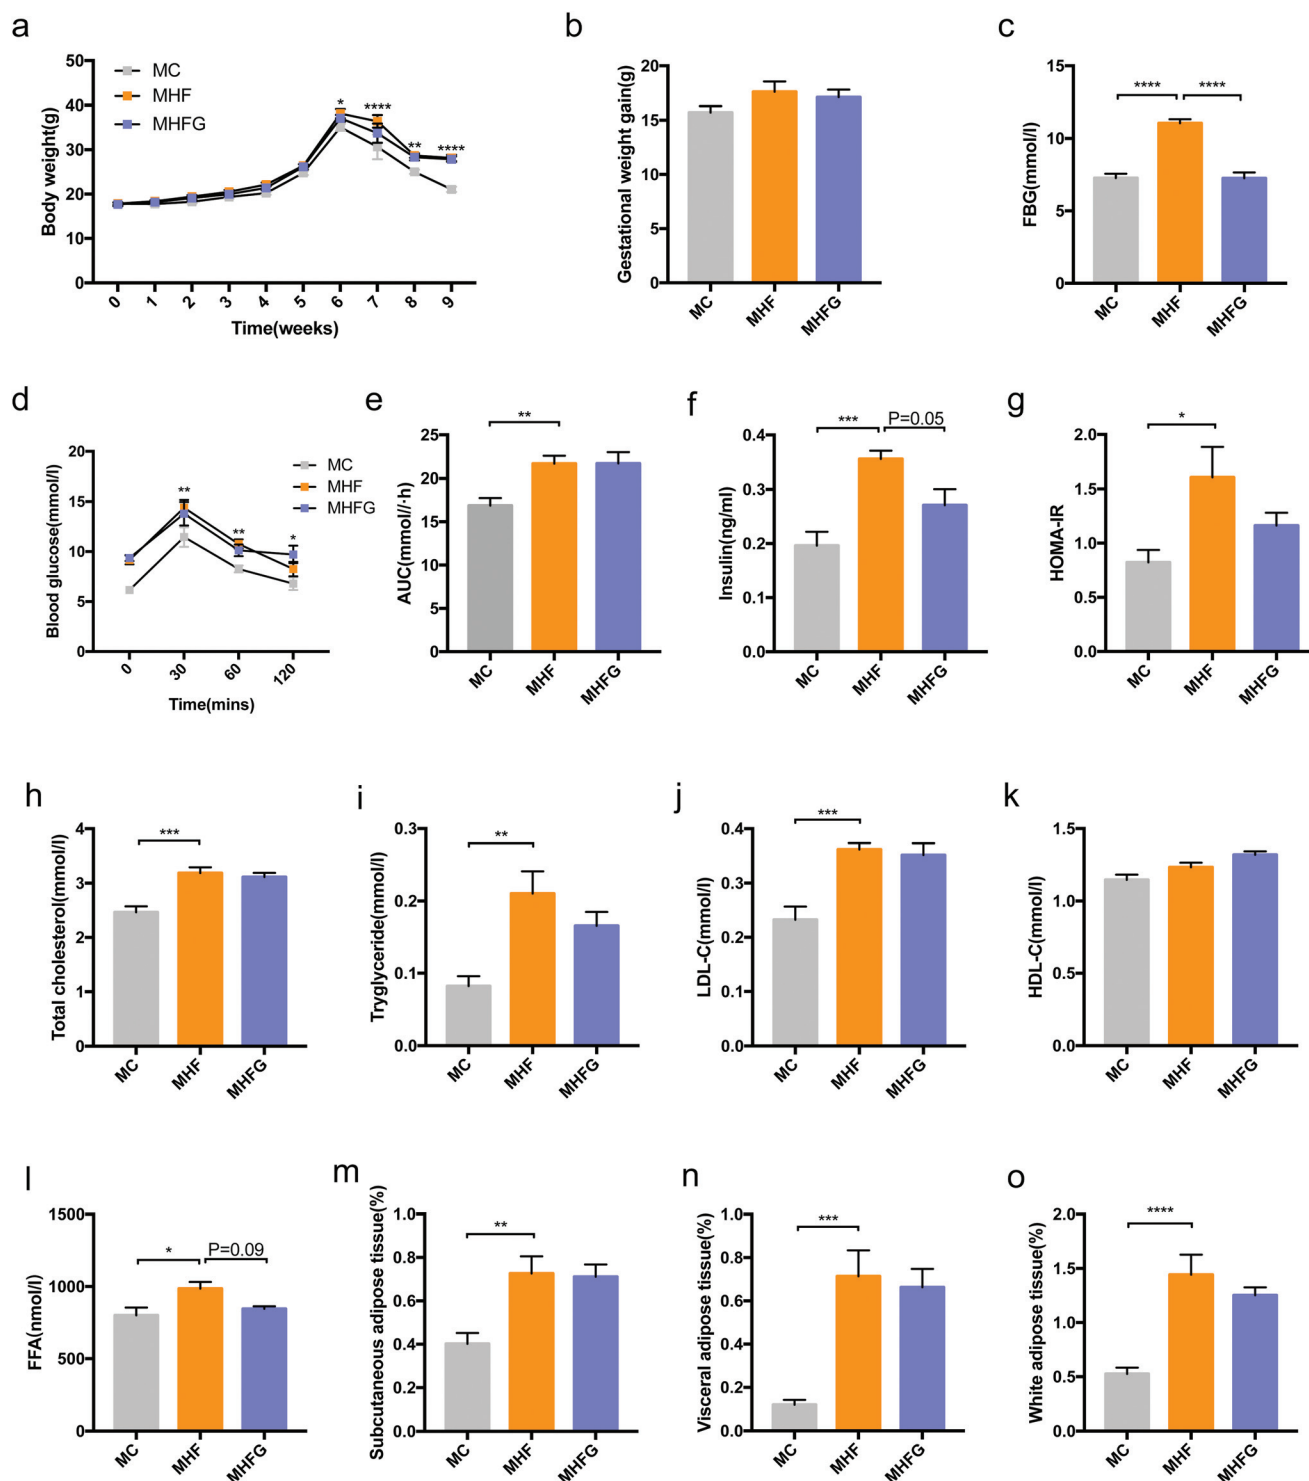 a
Body weight(g)
50
40
30
20
10
0
MC
MHF
MHFG
*
****
**
****
0 1 2 3 4 5 6 7 8 9
Time(weeks)
b
Gestational weight gain(g)
20
15
10
5
0
MC MHF MHFG
c
FBG(mmol/l)
15
10
5
0
**** ****
MC MHF MHFG
d
Blood glucose(mmol/l)
20
15
10
5
0
MC
MHF
MHFG
**
**
*
0 30 60 120
Time(mins)
e
AUC(mmol/l·h)
25
20
15
10
5
0
**
MC MHF MHFG
f
Insulin(ng/ml)
0.4
0.3
0.2
0.1
0.0
*** P=0.05
MC MHF MHFG
g
HOMA-IR
2.0
1.5
1.0
0.5
0.0
*
MC MHF MHFG
h
Total cholesterol(mmol/l)
4
3
2
1
0
***
MC MHF MHFG
i
Tryglyceride(mmol/l)
0.3
0.2
0.1
0.0
**
MC MHF MHFG
j
LDL-C(mmol/l)
0.4
0.3
0.2
0.1
0.0
***
MC MHF MHFG
k
HDL-C(mmol/l)
1.5
1.0
0.5
0.0
MC MHF MHFG
l
FFA(nmol/l)
1500
1000
500
0
* P=0.09
MC MHF MHFG
m
Subcutaneous adipose tissue(%)
1.0
0.8
0.6
0.4
0.2
0.0
**
MC MHF MHFG
n
Visceral adipose tissue(%)
1.0
0.8
0.6
0.4
0.2
0.0
***
MC MHF MHFG
o
White adipose tissue(%)
2.0
1.5
1.0
0.5
0.0
****
MC MHF MHFG